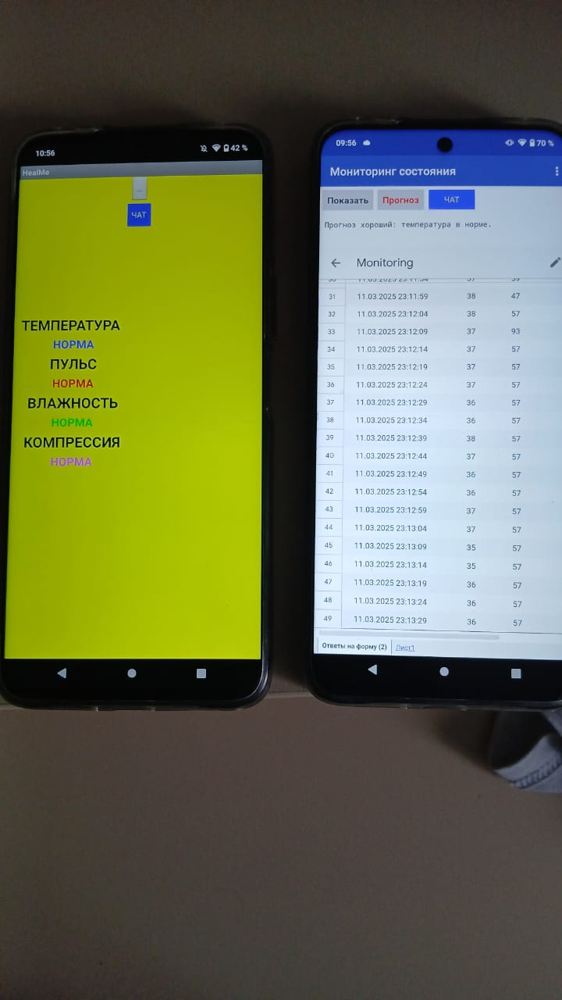 10:56
42 %
HealMe
...
ЧАТ
ТЕМПЕРАТУРА
НОРМА
ПУЛЬС
НОРМА
ВЛАЖНОСТЬ
НОРМА
КОМПРЕССИЯ
НОРМА
09:56
70 %
Мониторинг состояния
Показать Прогноз ЧАТ
Прогноз хороший: температура в норме.
Monitoring
31 11.03.2025 23:11:59 38 47
32 11.03.2025 23:12:04 38 57
33 11.03.2025 23:12:09 37 93
34 11.03.2025 23:12:14 37 57
35 11.03.2025 23:12:19 37 57
36 11.03.2025 23:12:24 37 57
37 11.03.2025 23:12:29 36 57
38 11.03.2025 23:12:34 36 57
39 11.03.2025 23:12:39 38 57
40 11.03.2025 23:12:44 37 57
41 11.03.2025 23:12:49 36 57
42 11.03.2025 23:12:54 36 57
43 11.03.2025 23:12:59 37 57
44 11.03.2025 23:13:04 37 57
45 11.03.2025 23:13:09 35 57
46 11.03.2025 23:13:14 35 57
47 11.03.2025 23:13:19 36 57
48 11.03.2025 23:13:24 36 57
49 11.03.2025 23:13:29 36 57
Ответы на форму (2) Лист1